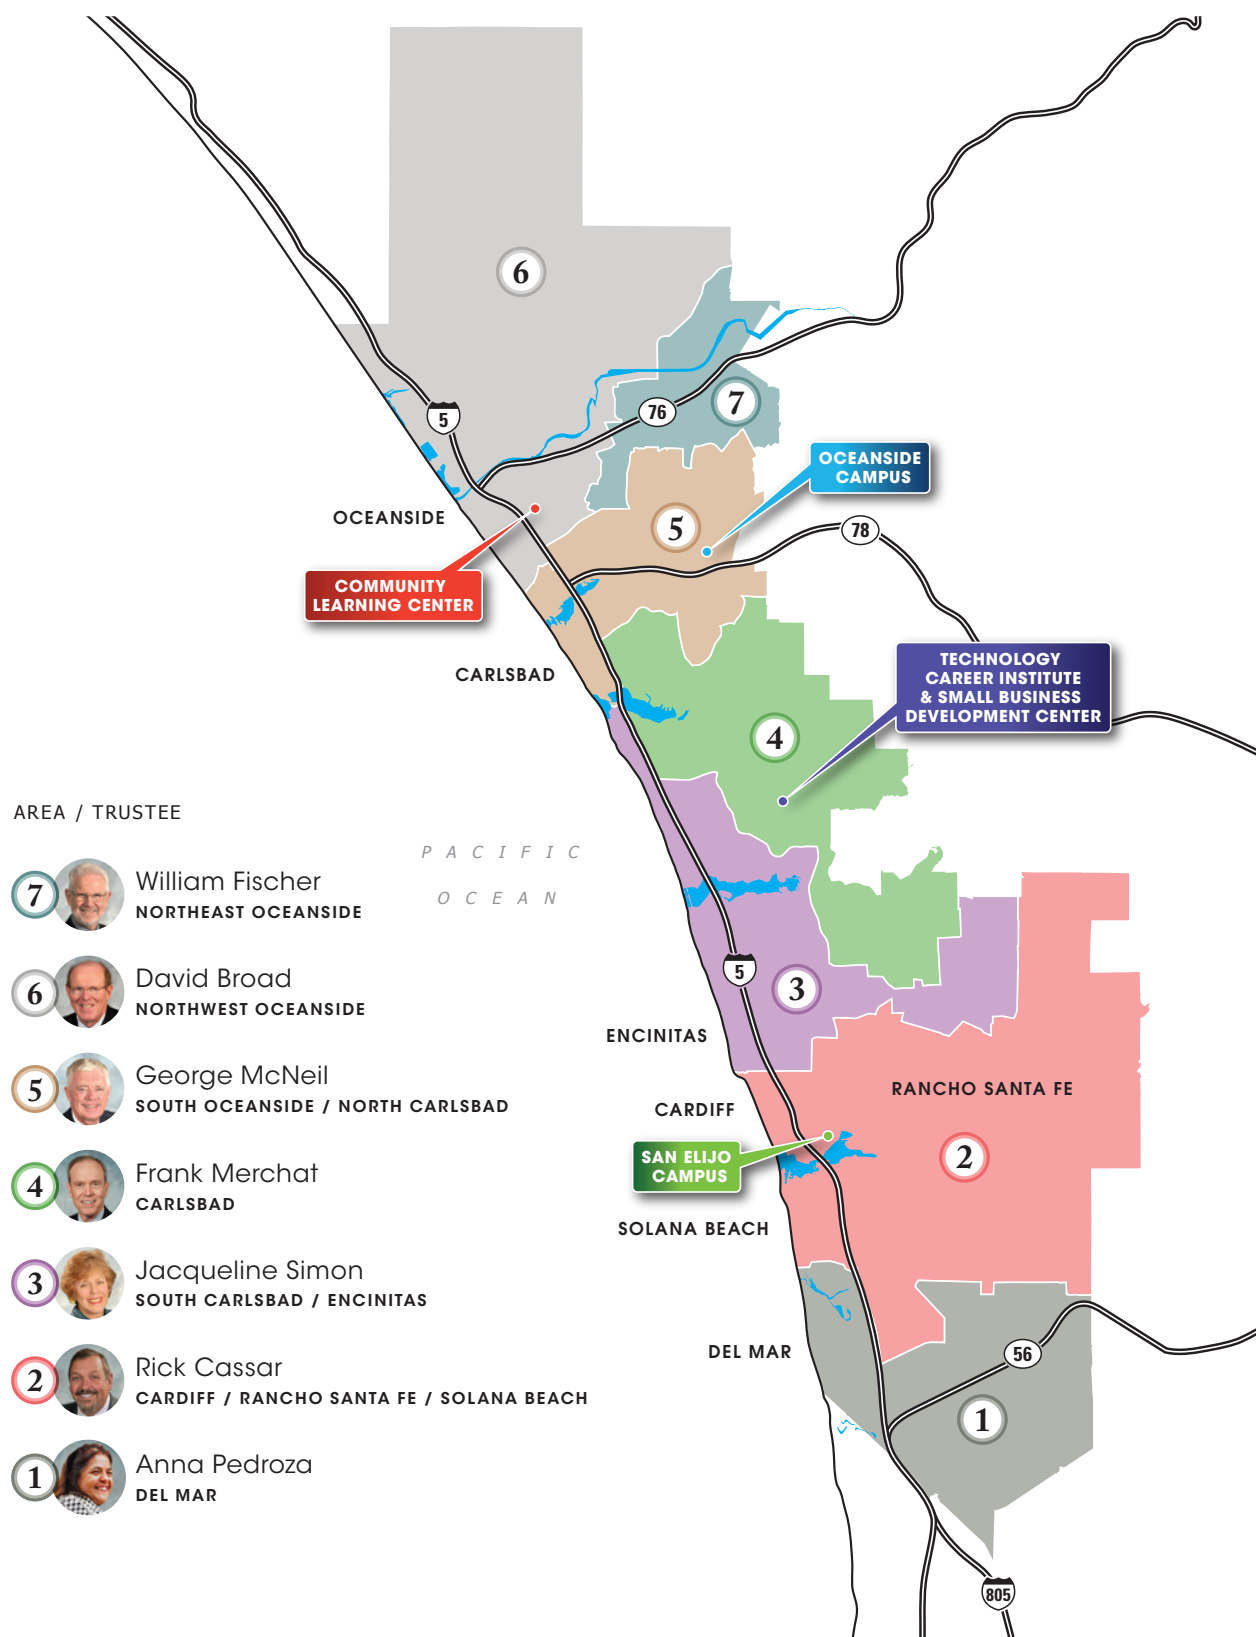 6
7
5
76
OCEANSIDE
CAMPUS
OCEANSIDE
5
78
COMMUNITY
LEARNING CENTER
TECHNOLOGY
CAREER INSTITUTE
& SMALL BUSINESS
DEVELOPMENT CENTER
CARLSBAD
4
AREA / TRUSTEE
PACIFIC
OCEAN
7
William Fischer
NORTHEAST OCEANSIDE
6
David Broad
NORTHWEST OCEANSIDE
5
George McNeil
SOUTH OCEANSIDE / NORTH CARLSBAD
4
Frank Merchat
CARLSBAD
3
Jacqueline Simon
SOUTH CARLSBAD / ENCINITAS
2
Rick Cassar
CARDIFF / RANCHO SANTA FE / SOLANA BEACH
1
Anna Pedroza
DEL MAR
5
3
ENCINITAS
RANCHO SANTA FE
CARDIFF
SAN ELIJO
CAMPUS
2
SOLANA BEACH
DEL MAR
56
1
805